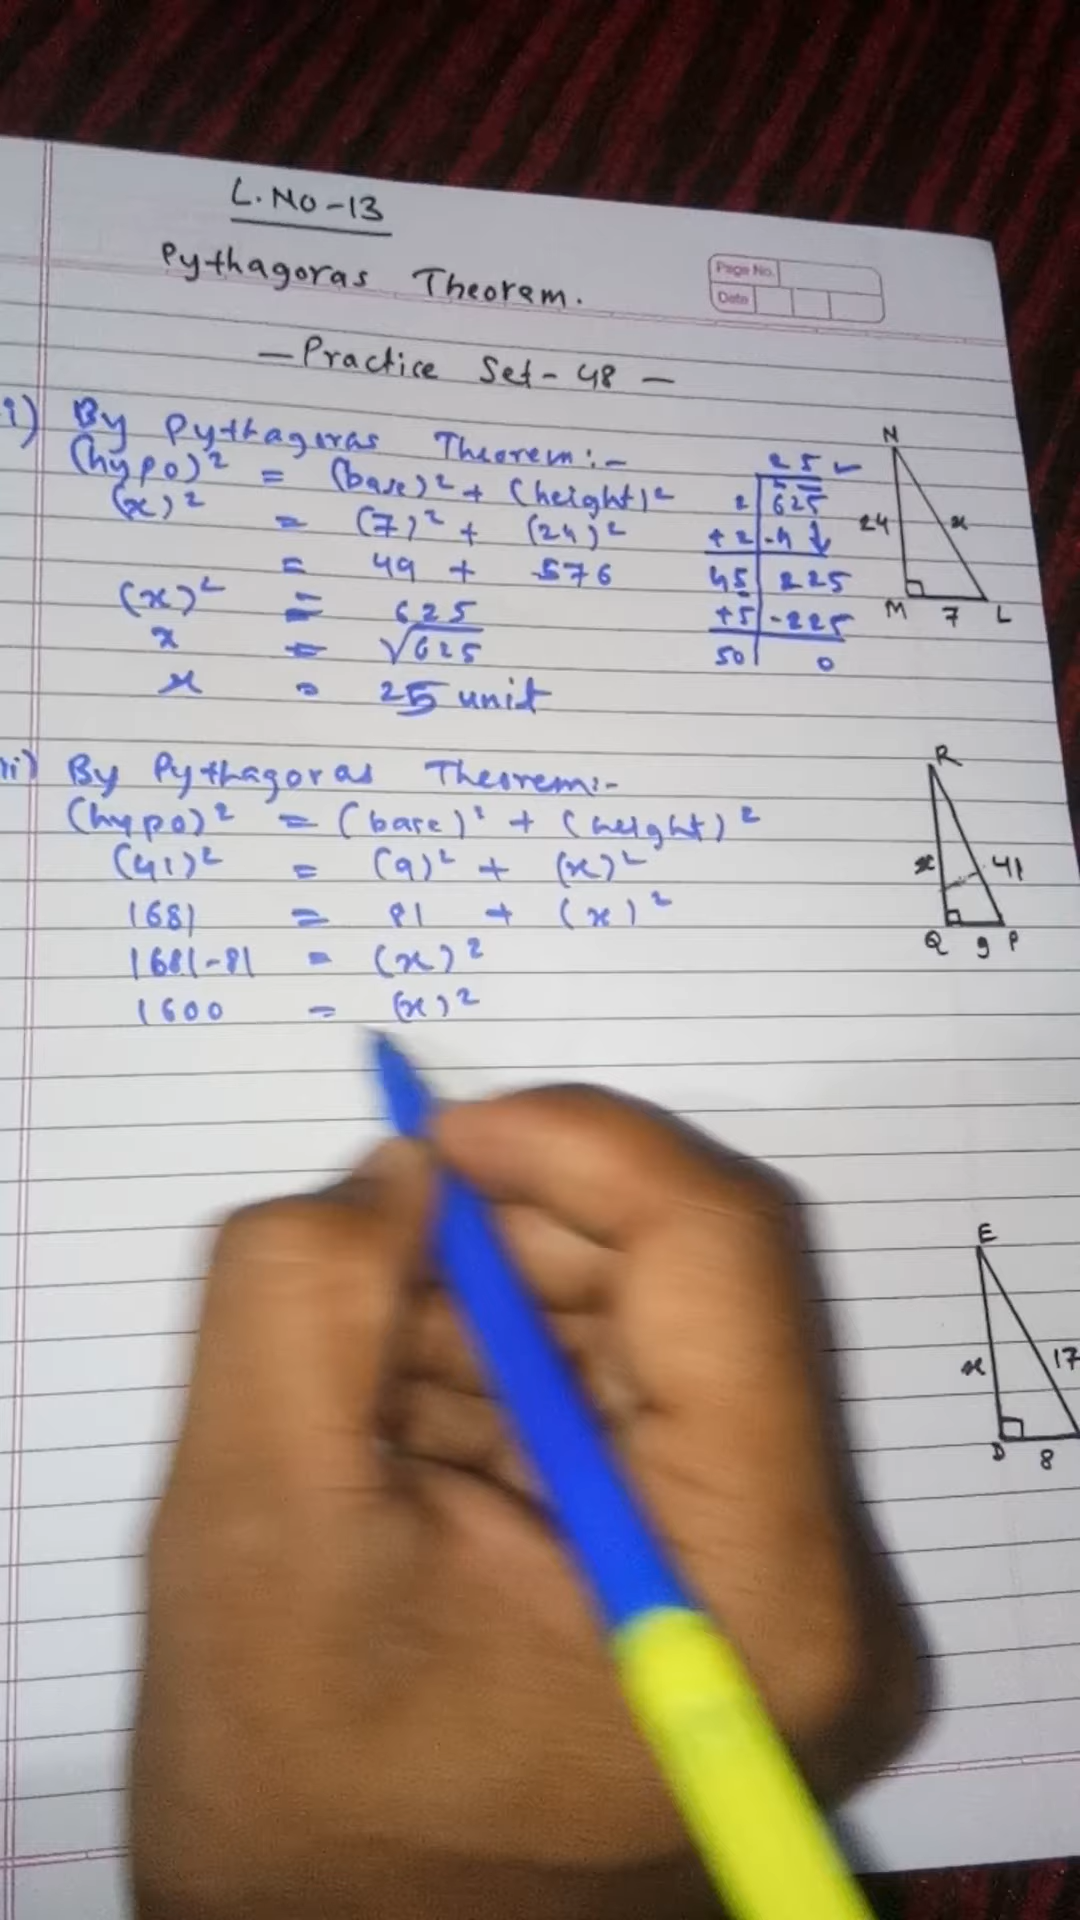 L. No-13
Pythagoras Theorem.
Page No.
Date
- Practice Set - 48 -
i) By Pythagoras Theorem :-
(hypo)² = (base)² + (height)²
(x)² = (7)² + (24)²
= 49 + 576
(x)² = 625
x = √625
x = 25 unit
25 ✓
2 | 625
+2 | -4 ↓
45 | 225
+5 | -225
50 | 0
N
24 x
M 7 L
ii) By Pythagoras Theorem:-
(hypo)² = (base)² + (height)²
(41)² = (9)² + (x)²
1681 = 81 + (x)²
1681-81 = (x)²
1600 = (x)²
R
x 41
Q 9 P
E
x 17
D 8